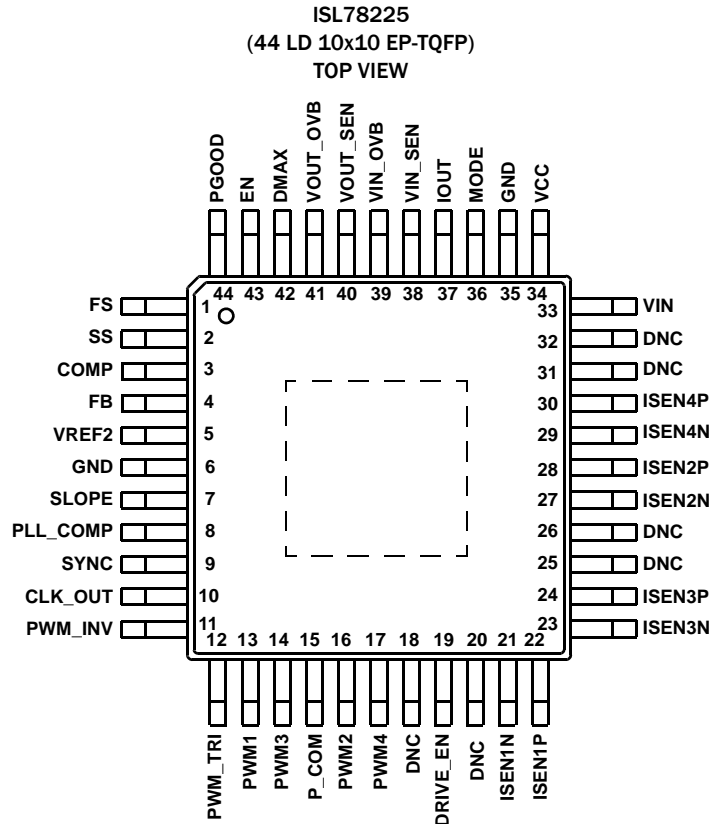 ISL78225
(44 LD 10x10 EP-TQFP)
TOP VIEW
PGOOD
EN
DMAX
VOUT_OVB
VOUT_SEN
VIN_OVB
VIN_SEN
IOUT
MODE
GND
VCC
44 43 42 41 40 39 38 37 36 35 34
FS 1 33 VIN
SS 2 32 DNC
COMP 3 31 DNC
FB 4 30 ISEN4P
VREF2 5 29 ISEN4N
GND 6 28 ISEN2P
SLOPE 7 27 ISEN2N
PLL_COMP 8 26 DNC
SYNC 9 25 DNC
CLK_OUT 10 24 ISEN3P
PWM_INV 11 23 ISEN3N
12 13 14 15 16 17 18 19 20 21 22
PWM_TRI
PWM1
PWM3
P_COM
PWM2
PWM4
DNC
DRIVE_EN
DNC
ISEN1N
ISEN1P